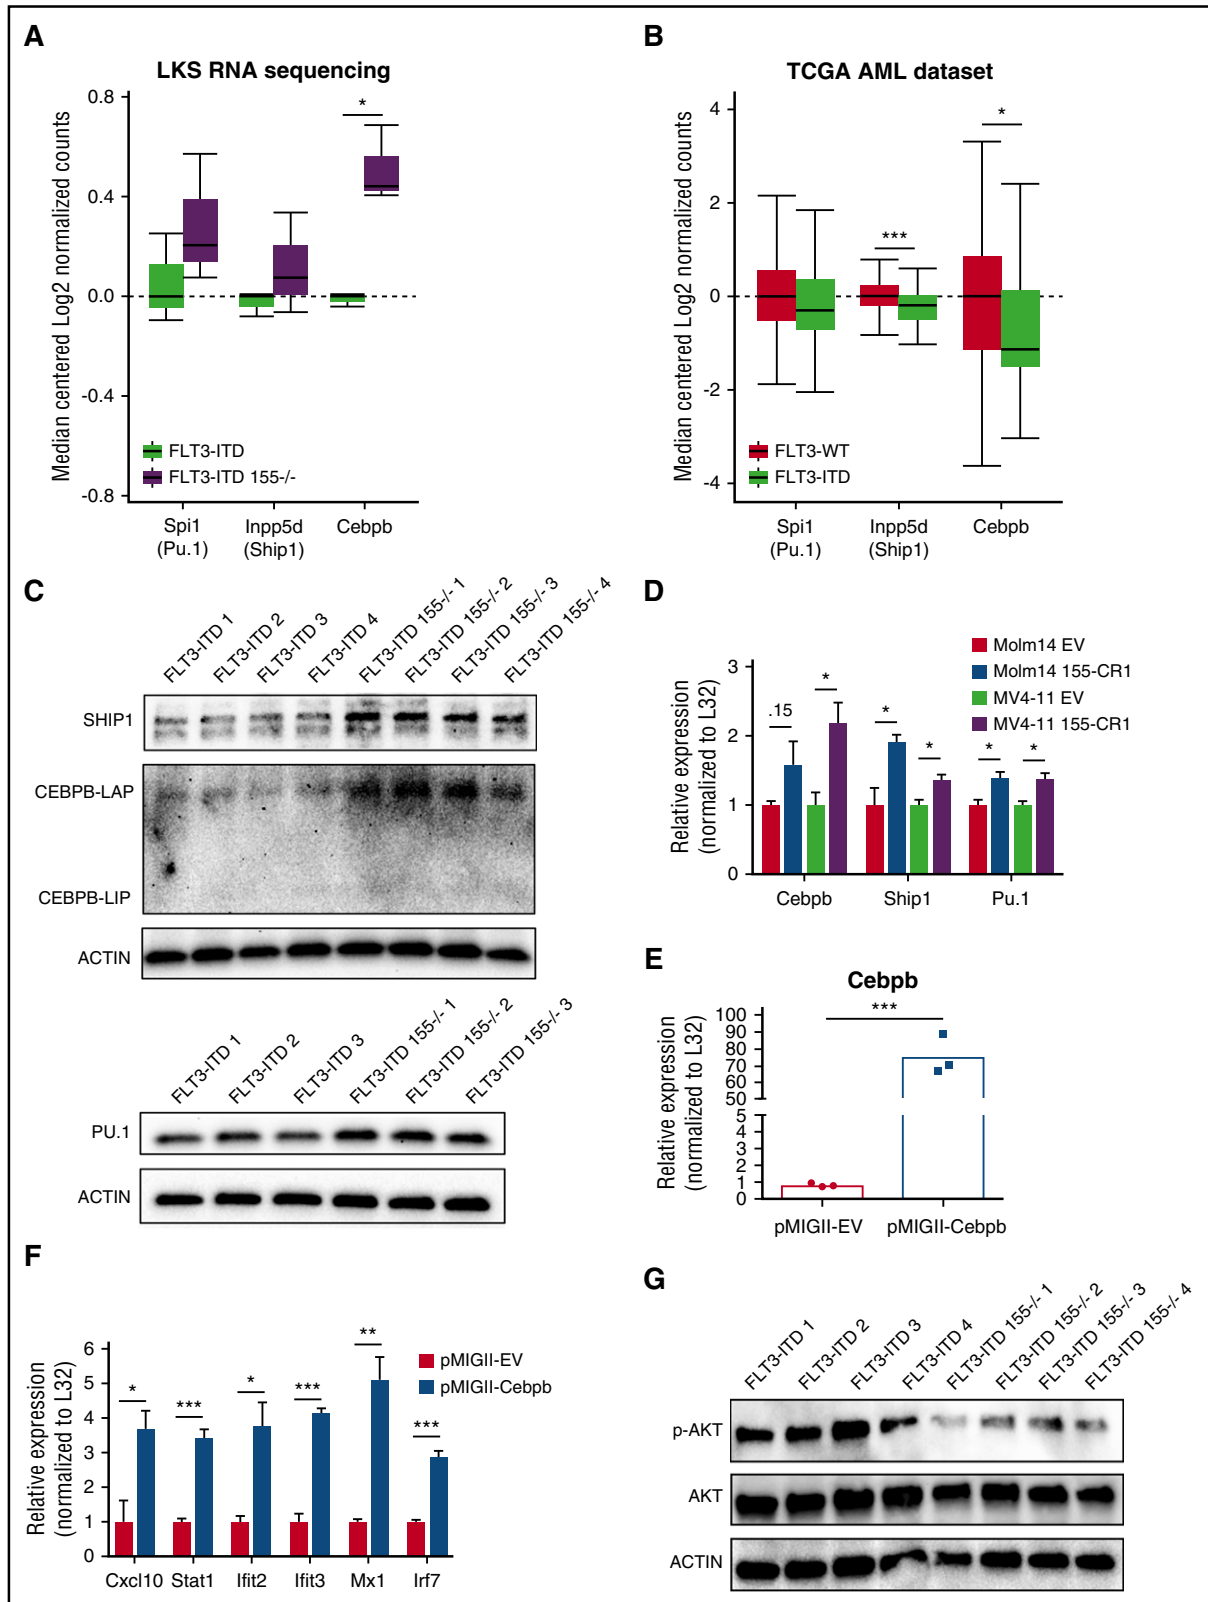 A
LKS RNA sequencing
Median centered Log2 normalized counts
0.8
0.4
0.0
-0.4
-0.8
*
FLT3-ITD
FLT3-ITD 155-/-
Spi1
(Pu.1)
Inpp5d
(Ship1)
Cebpb
B
TCGA AML dataset
Median centered Log2 normalized counts
4
2
0
-2
-4
***
*
FLT3-WT
FLT3-ITD
Spi1
(Pu.1)
Inpp5d
(Ship1)
Cebpb
C
FLT3-ITD 1
FLT3-ITD 2
FLT3-ITD 3
FLT3-ITD 4
FLT3-ITD 155-/- 1
FLT3-ITD 155-/- 2
FLT3-ITD 155-/- 3
FLT3-ITD 155-/- 4
SHIP1
CEBPB-LAP
CEBPB-LIP
ACTIN
FLT3-ITD 1
FLT3-ITD 2
FLT3-ITD 3
FLT3-ITD 155-/- 1
FLT3-ITD 155-/- 2
FLT3-ITD 155-/- 3
PU.1
ACTIN
D
Relative expression
(normalized to L32)
3
2
1
0
.15
*
*
*
*
*
Molm14 EV
Molm14 155-CR1
MV4-11 EV
MV4-11 155-CR1
Cebpb
Ship1
Pu.1
E
Cebpb
Relative expression
(normalized to L32)
100
90
80
70
60
50
5
4
3
2
1
0
***
pMIGII-EV
pMIGII-Cebpb
F
Relative expression
(normalized to L32)
6
5
4
3
2
1
0
*
***
*
***
**
***
pMIGII-EV
pMIGII-Cebpb
Cxcl10
Stat1
Ifit2
Ifit3
Mx1
Irf7
G
FLT3-ITD 1
FLT3-ITD 2
FLT3-ITD 3
FLT3-ITD 4
FLT3-ITD 155-/- 1
FLT3-ITD 155-/- 2
FLT3-ITD 155-/- 3
FLT3-ITD 155-/- 4
p-AKT
AKT
ACTIN